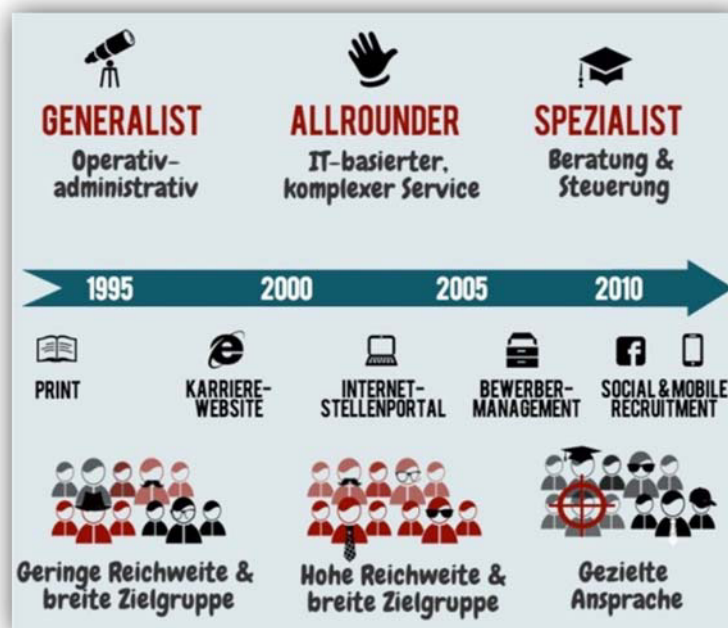 GENERALIST
Operativ-
administrativ
ALLROUNDER
IT-basierter,
komplexer Service
SPEZIALIST
Beratung &
Steuerung
1995
2000
2005
2010
PRINT
KARRIERE-
WEBSITE
INTERNET-
STELLENPORTAL
BEWERBER-
MANAGEMENT
SOCIAL & MOBILE
RECRUITMENT
Geringe Reichweite &
breite Zielgruppe
Hohe Reichweite &
breite Zielgruppe
Gezielte
Ansprache